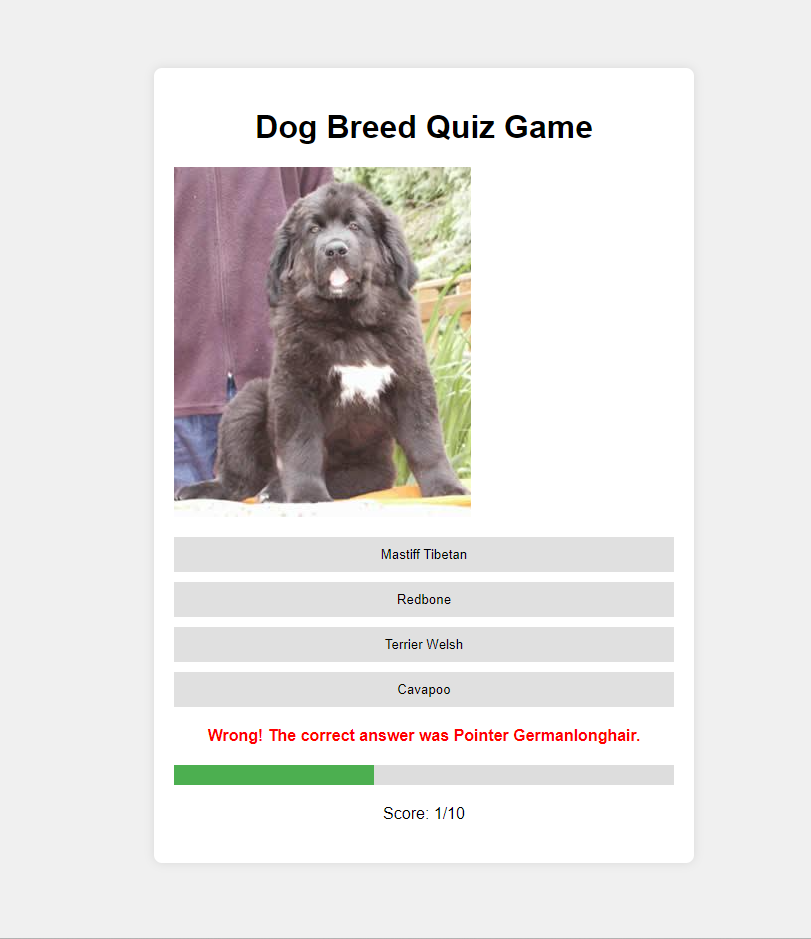 Dog Breed Quiz Game
Mastiff Tibetan
Redbone
Terrier Welsh
Cavapoo
Wrong! The correct answer was Pointer Germanlonghair.
Score: 1/10